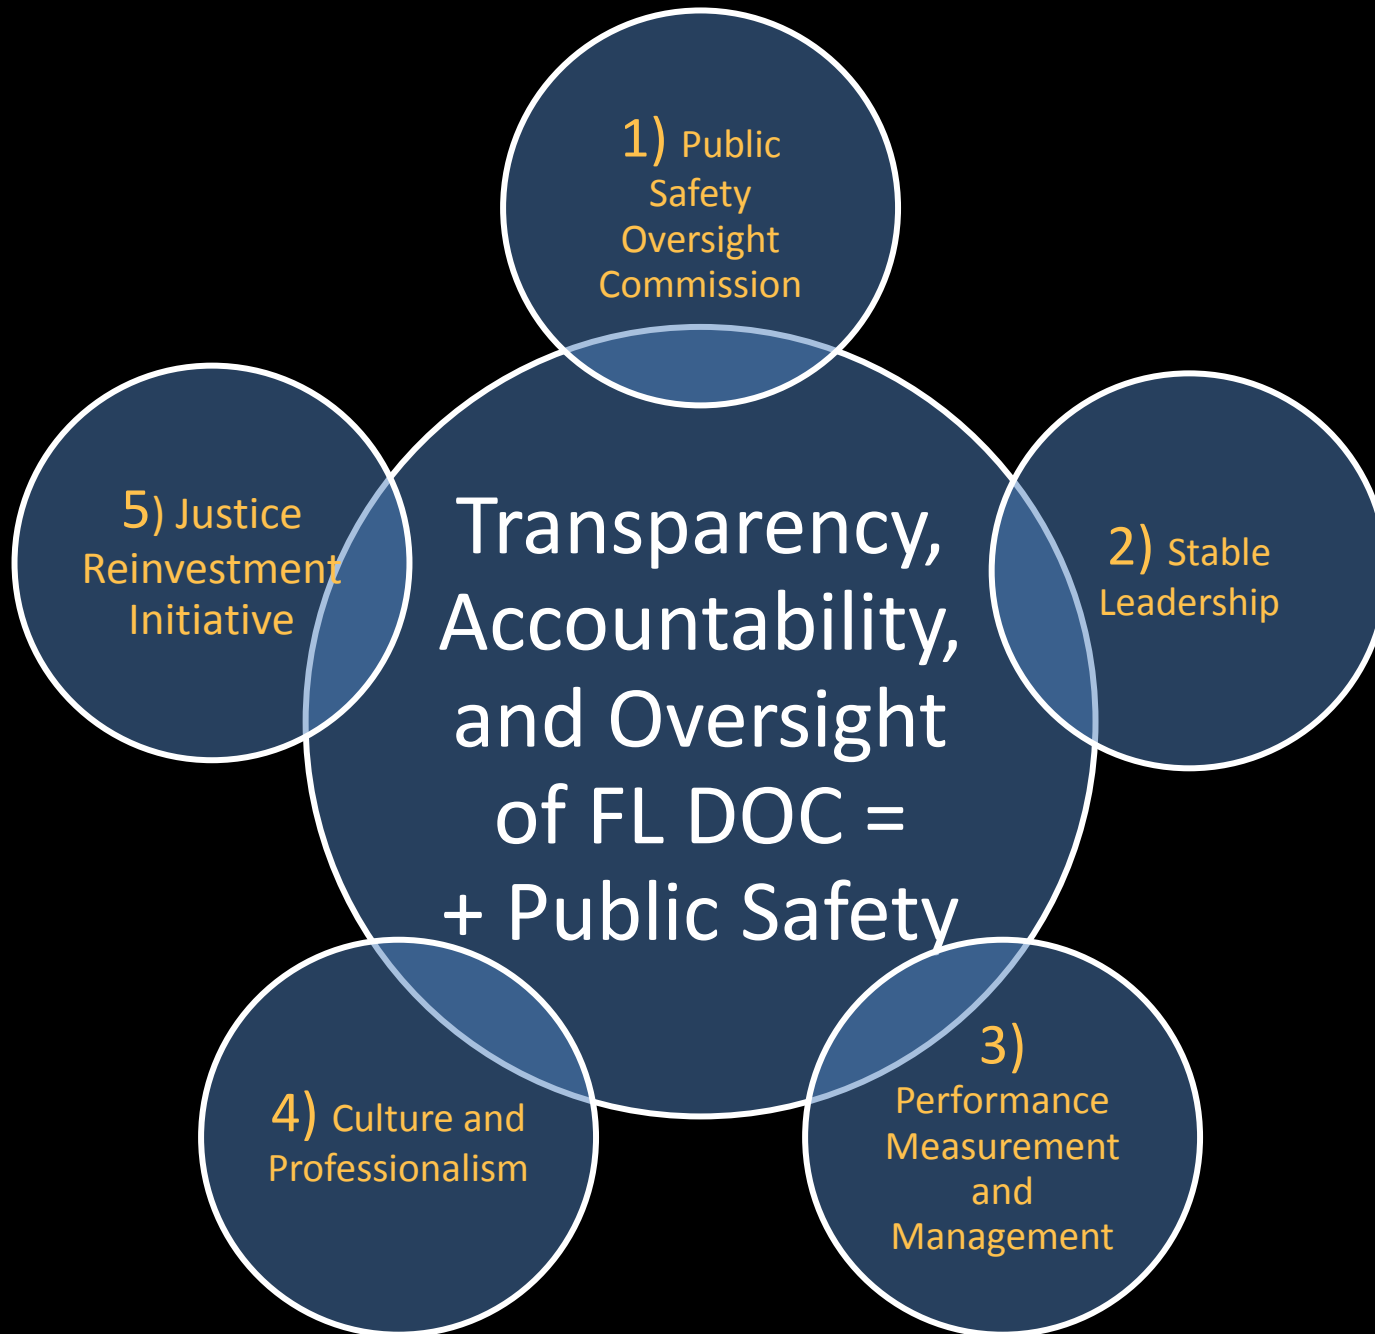 1) Public
Safety
Oversight
Commission
Transparency,
Accountability,
and Oversight
of FL DOC =
+ Public Safety
2) Stable
Leadership
3)
Performance
Measurement
and
Management
4) Culture and
Professionalism
5) Justice
Reinvestment
Initiative